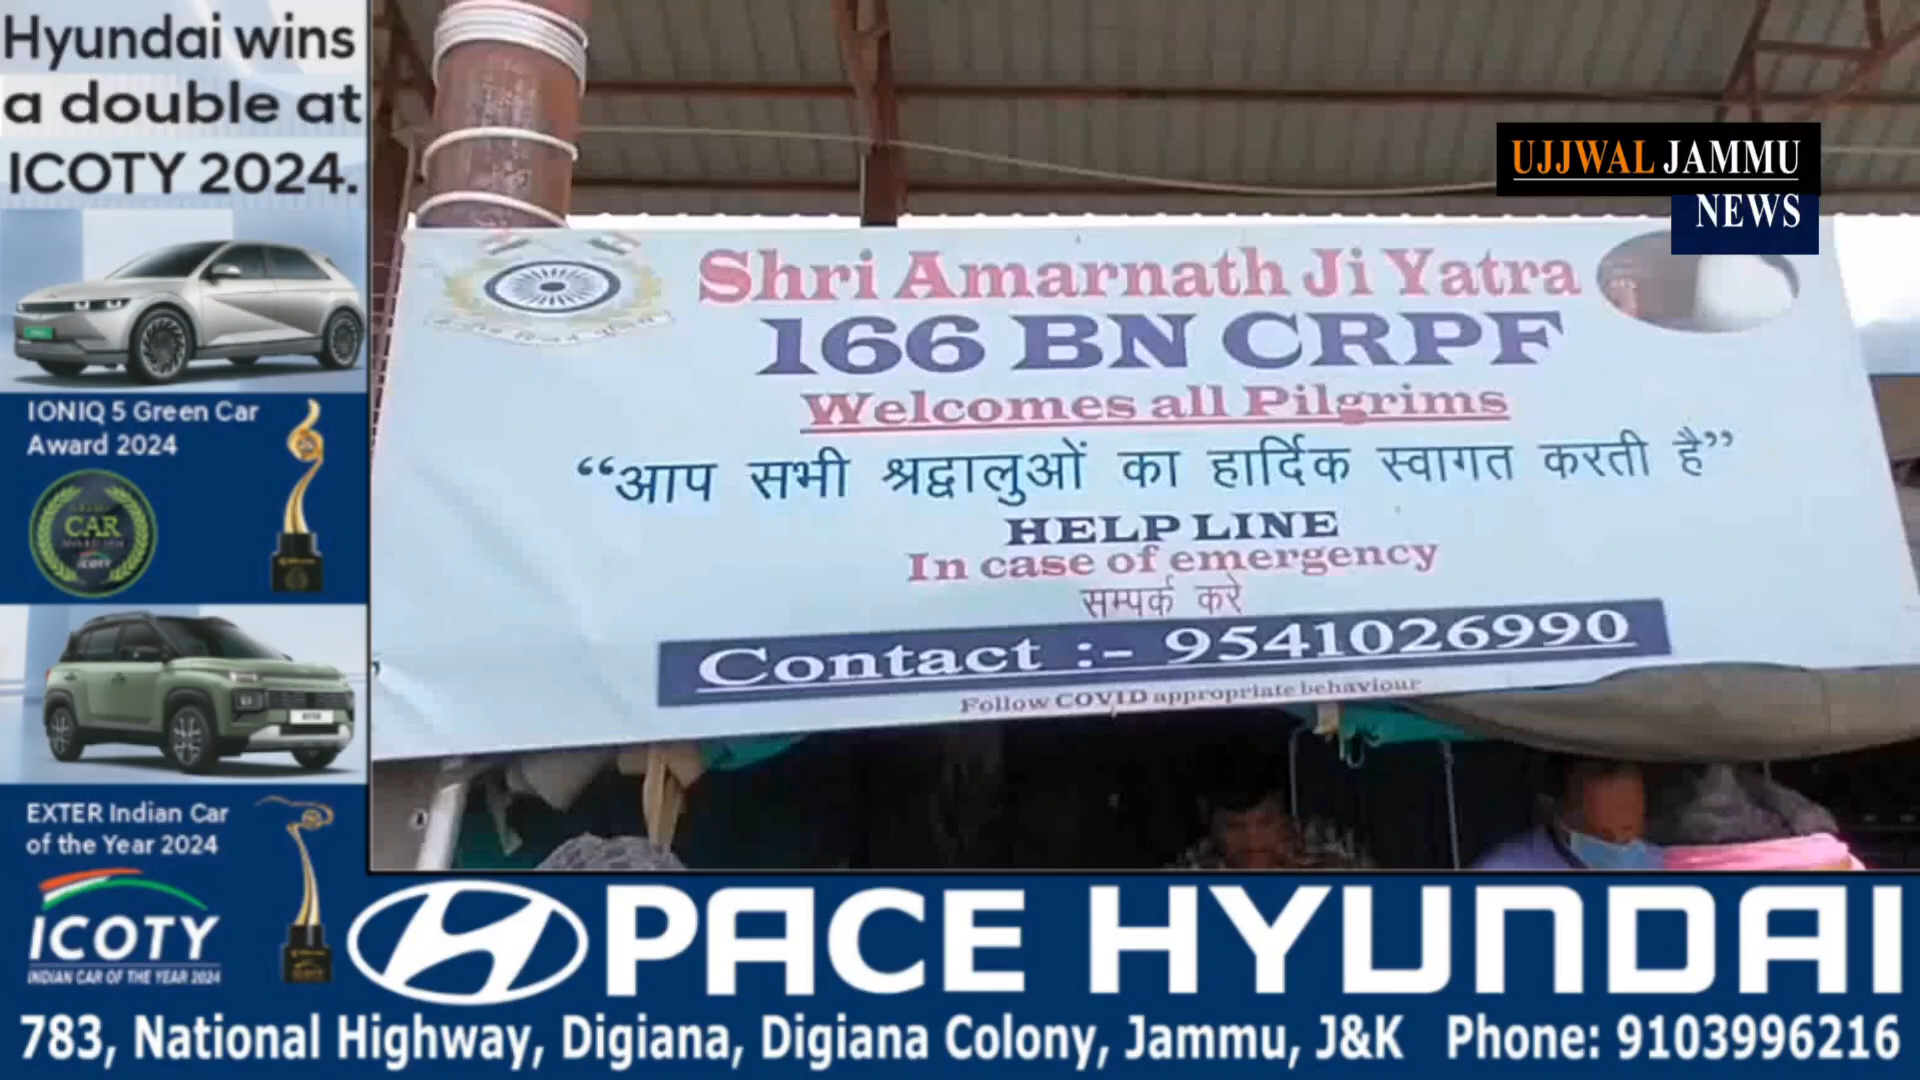 Hyundai wins
a double at
ICOTY 2024.
IONIQ 5 Green Car
Award 2024
CAR
ICOTY
EXTER Indian Car
of the Year 2024
ICOTY
INDIAN CAR OF THE YEAR 2024
UJJWAL JAMMU
NEWS
Shri Amarnath Ji Yatra
166 BN CRPF
Welcomes all Pilgrims
“आप सभी श्रद्वालुओं का हार्दिक स्वागत करती है”
HELP LINE
In case of emergency
सम्पर्क करे
Contact :- 9541026990
Follow COVID appropriate behaviour
PACE HYUNDAI
783, National Highway, Digiana, Digiana Colony, Jammu, J&K Phone: 9103996216